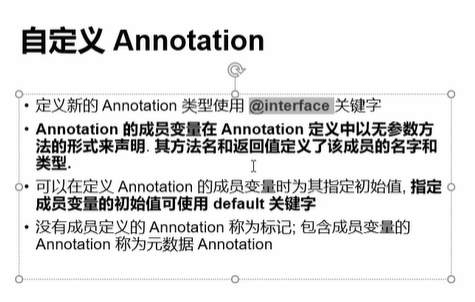 自定义 Annotation
• 定义新的 Annotation 类型使用 @interface 关键字
• Annotation 的成员变量在 Annotation 定义中以无参数方
法的形式来声明. 其方法名和返回值定义了该成员的名字和
类型.
• 可以在定义 Annotation 的成员变量时为其指定初始值, 指定
成员变量的初始值可使用 default 关键字
• 没有成员定义的 Annotation 称为标记; 包含成员变量的
Annotation 称为元数据 Annotation